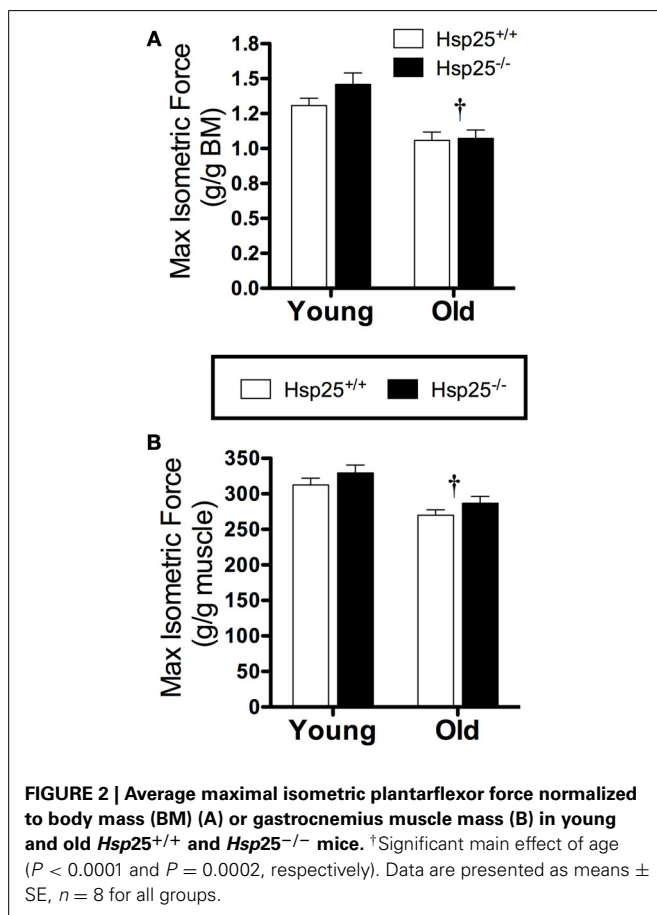 A
Hsp25+/+
Hsp25-/-
Max Isometric Force
(g/g BM)
1.8
1.5
1.2
1.0
0.8
0.5
0.2
0.0
†
Young
Old
Hsp25+/+
Hsp25-/-
B
Max Isometric Force
(g/g muscle)
350
300
250
200
150
100
50
0
†
Young
Old
FIGURE 2 | Average maximal isometric plantarflexor force normalized
to body mass (BM) (A) or gastrocnemius muscle mass (B) in young
and old Hsp25+/+ and Hsp25−/− mice. †Significant main effect of age
(P < 0.0001 and P = 0.0002, respectively). Data are presented as means ±
SE, n = 8 for all groups.